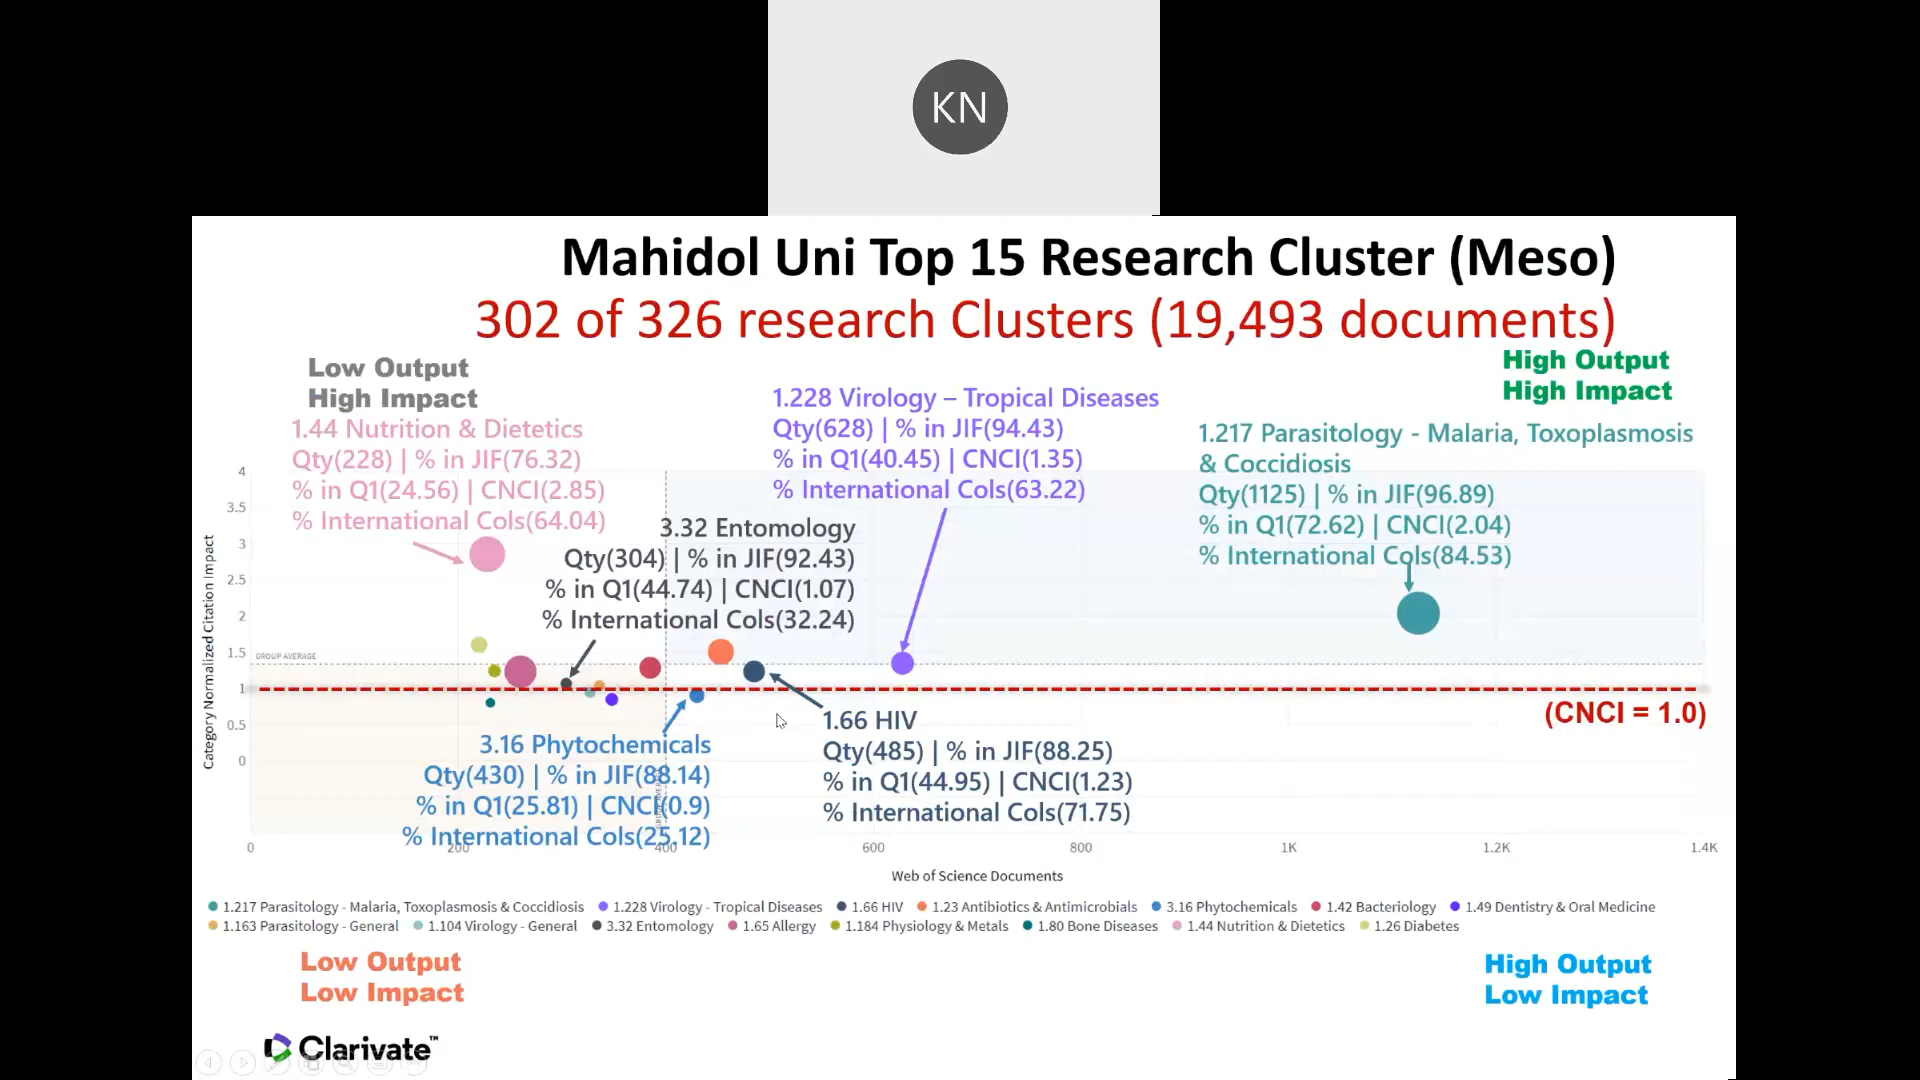 KN
Mahidol Uni Top 15 Research Cluster (Meso)
302 of 326 research Clusters (19,493 documents)
Low Output
High Impact
High Output
High Impact
1.44 Nutrition & Dietetics
Qty(228) | % in JIF(76.32)
% in Q1(24.56) | CNCI(2.85)
% International Cols(64.04)
1.228 Virology – Tropical Diseases
Qty(628) | % in JIF(94.43)
% in Q1(40.45) | CNCI(1.35)
% International Cols(63.22)
1.217 Parasitology - Malaria, Toxoplasmosis
& Coccidiosis
Qty(1125) | % in JIF(96.89)
% in Q1(72.62) | CNCI(2.04)
% International Cols(84.53)
3.32 Entomology
Qty(304) | % in JIF(92.43)
% in Q1(44.74) | CNCI(1.07)
% International Cols(32.24)
4
3.5
3
2.5
2
1.5
1
0.5
0
Category Normalized Citation Impact
GROUP AVERAGE
(CNCI = 1.0)
3.16 Phytochemicals
Qty(430) | % in JIF(88.14)
% in Q1(25.81) | CNCI(0.9)
% International Cols(25.12)
1.66 HIV
Qty(485) | % in JIF(88.25)
% in Q1(44.95) | CNCI(1.23)
% International Cols(71.75)
0 200 400 600 800 1K 1.2K 1.4K
Web of Science Documents
1.217 Parasitology - Malaria, Toxoplasmosis & Coccidiosis 1.228 Virology - Tropical Diseases 1.66 HIV 1.23 Antibiotics & Antimicrobials 3.16 Phytochemicals 1.42 Bacteriology 1.49 Dentistry & Oral Medicine
1.163 Parasitology - General 1.104 Virology - General 3.32 Entomology 1.65 Allergy 1.184 Physiology & Metals 1.80 Bone Diseases 1.44 Nutrition & Dietetics 1.26 Diabetes
Low Output
Low Impact
High Output
Low Impact
Clarivate™